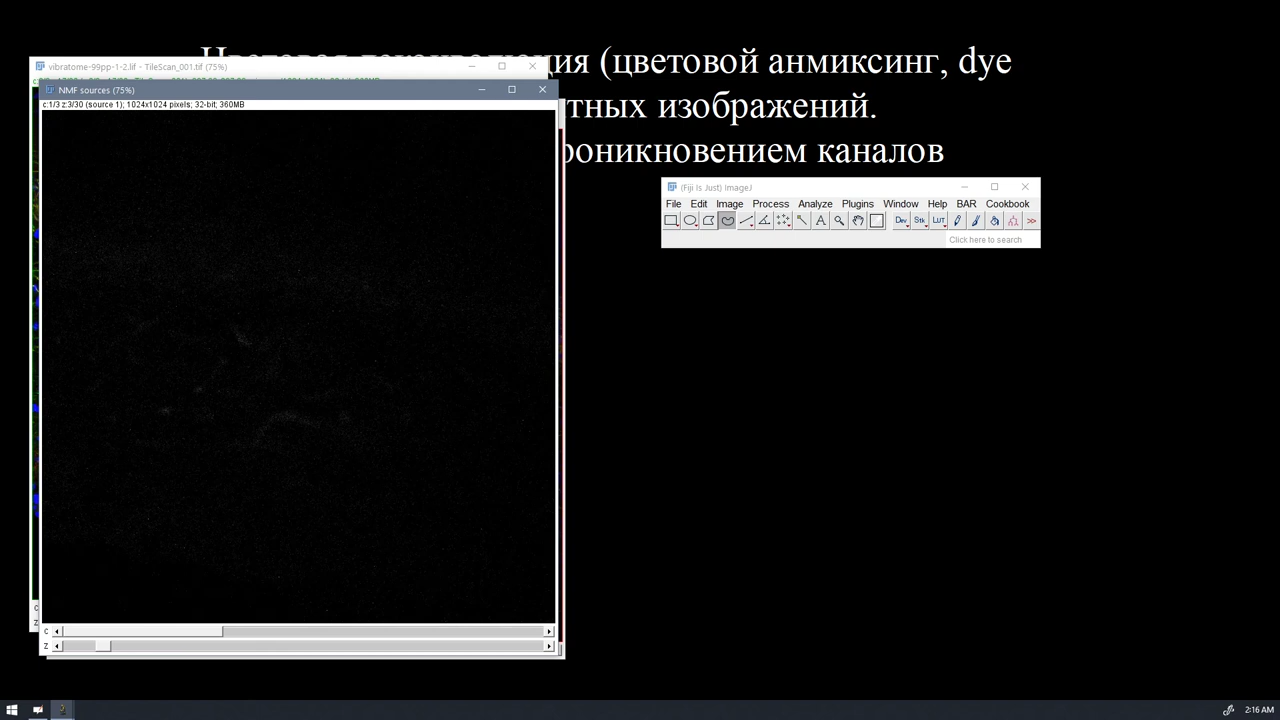 ция (цветовой анмиксинг, dye
vibratome-99pp-1-2.lif - TileScan_001.tif (75%)
NMF sources (75%)
c:1/3 z:3/30 (source 1); 1024x1024 pixels; 32-bit; 360MB
тных изображений.
роникновением каналов
(Fiji Is Just) ImageJ
File Edit Image Process Analyze Plugins Window Help BAR Cookbook
Dev Stk LUT >>
Click here to search
c
z
c
z
2:16 AM